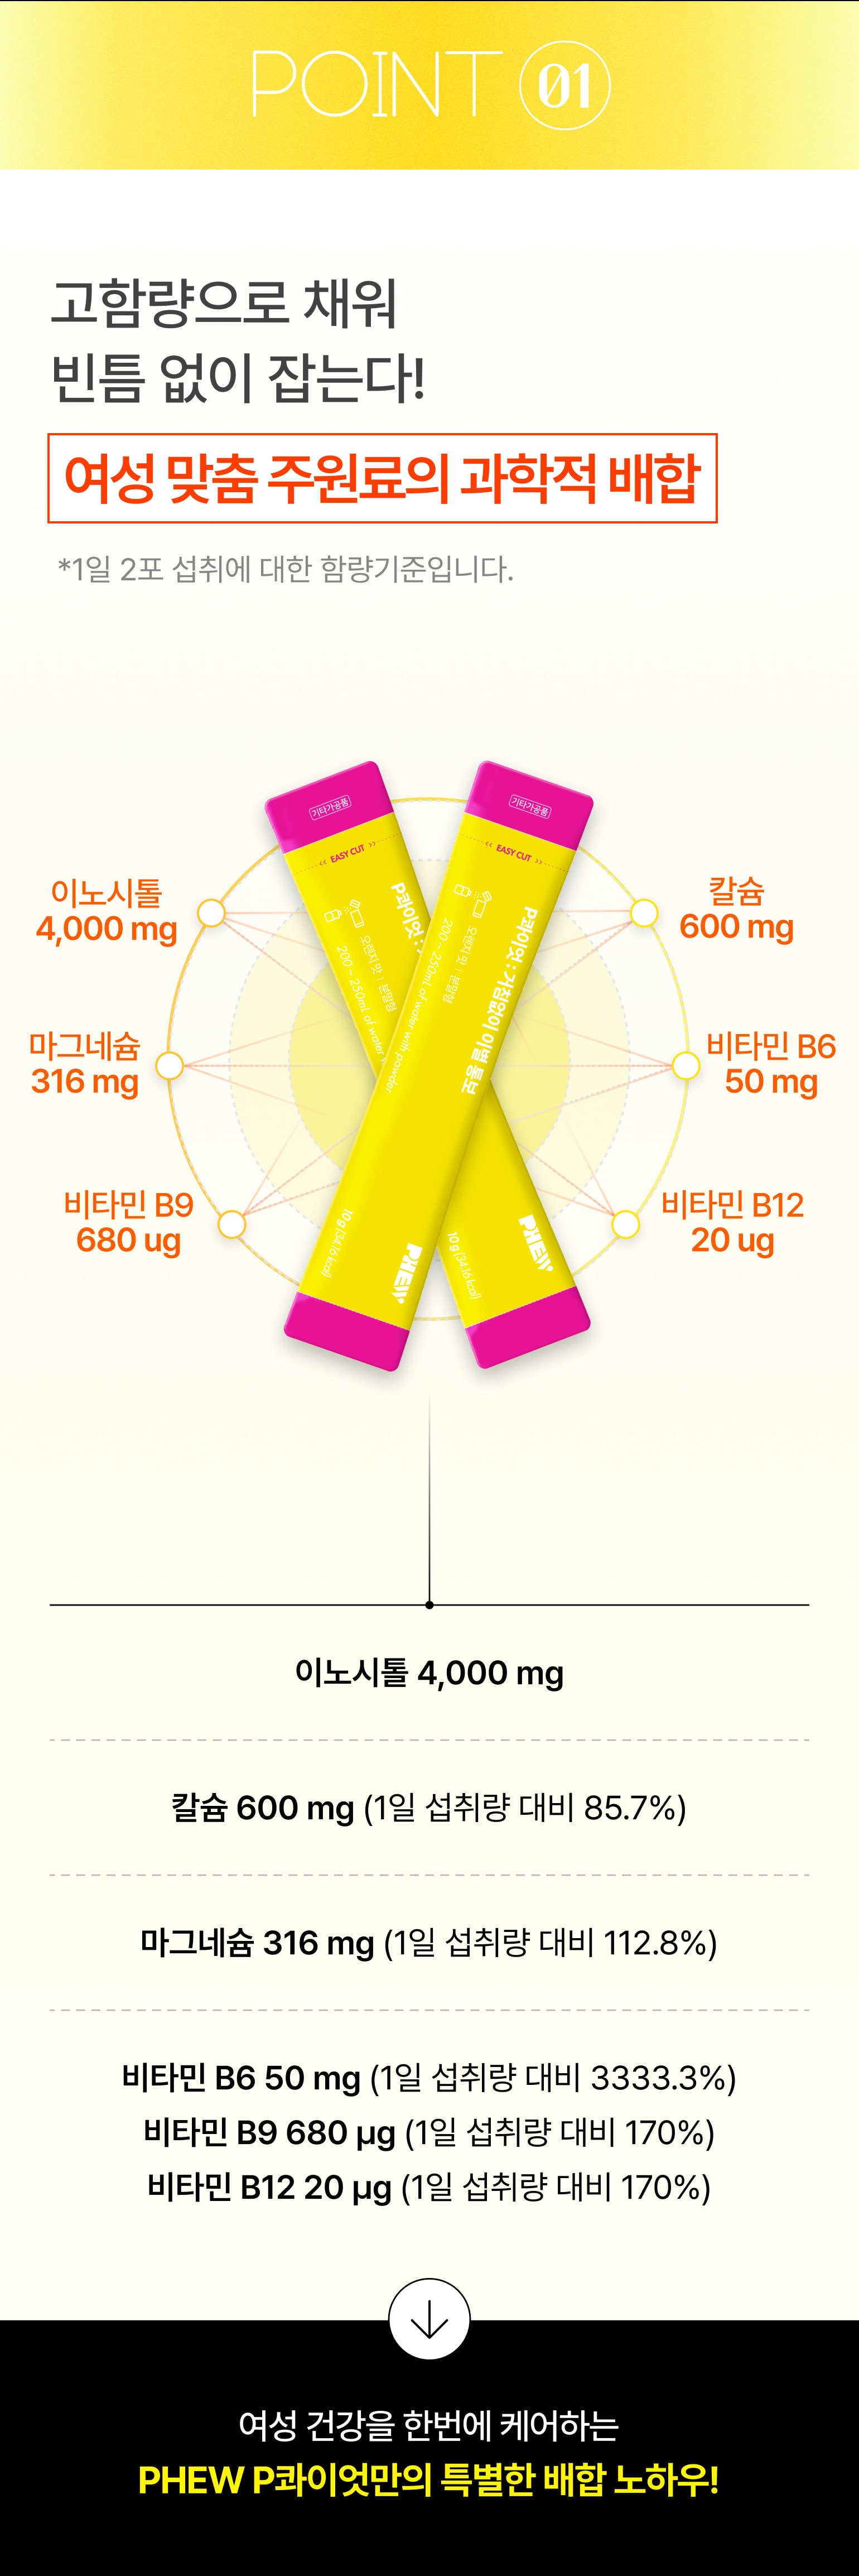 POINT 01
고함량으로 채워
빈틈 없이 잡는다!
여성 맞춤 주원료의 과학적 배합
*1일 2포 섭취에 대한 함량기준입니다.
기타가공품
EASY CUT
P콰이엇 :
오렌지 맛 | 분말형
200 ~ 250ml of water
10g (34.16 kcal)
PHEW
기타가공품
EASY CUT
P콰이엇 : 거침없이 이별 통보
오렌지 맛 | 분말형
200 ~ 250ml of water with powder
10g (34.16 kcal)
PHEW
이노시톨
4,000 mg
칼슘
600 mg
마그네슘
316 mg
비타민 B6
50 mg
비타민 B9
680 ug
비타민 B12
20 ug
이노시톨 4,000 mg
칼슘 600 mg (1일 섭취량 대비 85.7%)
마그네슘 316 mg (1일 섭취량 대비 112.8%)
비타민 B6 50 mg (1일 섭취량 대비 3333.3%)
비타민 B9 680 µg (1일 섭취량 대비 170%)
비타민 B12 20 µg (1일 섭취량 대비 170%)
여성 건강을 한번에 케어하는
PHEW P콰이엇만의 특별한 배합 노하우!